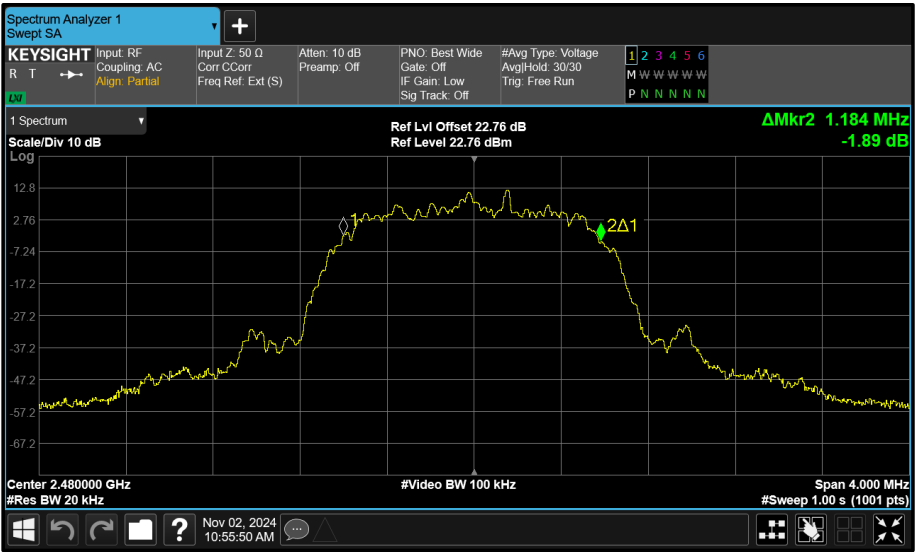 Spectrum Analyzer 1
Swept SA
+
KEYSIGHT Input: RF Input Z: 50 Ω Atten: 10 dB PNO: Best Wide #Avg Type: Voltage 1 2 3 4 5 6
R T Coupling: AC Corr CCorr Preamp: Off Gate: Off Avg|Hold: 30/30 M W W W W W
Align: Partial Freq Ref: Ext (S) IF Gain: Low Trig: Free Run P N N N N N
LXI Sig Track: Off
1 Spectrum Ref Lvl Offset 22.76 dB ΔMkr2 1.184 MHz
Scale/Div 10 dB Ref Level 22.76 dBm -1.89 dB
Log
12.8
2.76 1 2Δ1
-7.24
-17.2
-27.2
-37.2
-47.2
-57.2
-67.2
Center 2.480000 GHz #Video BW 100 kHz Span 4.000 MHz
#Res BW 20 kHz #Sweep 1.00 s (1001 pts)
? Nov 02, 2024
10:55:50 AM